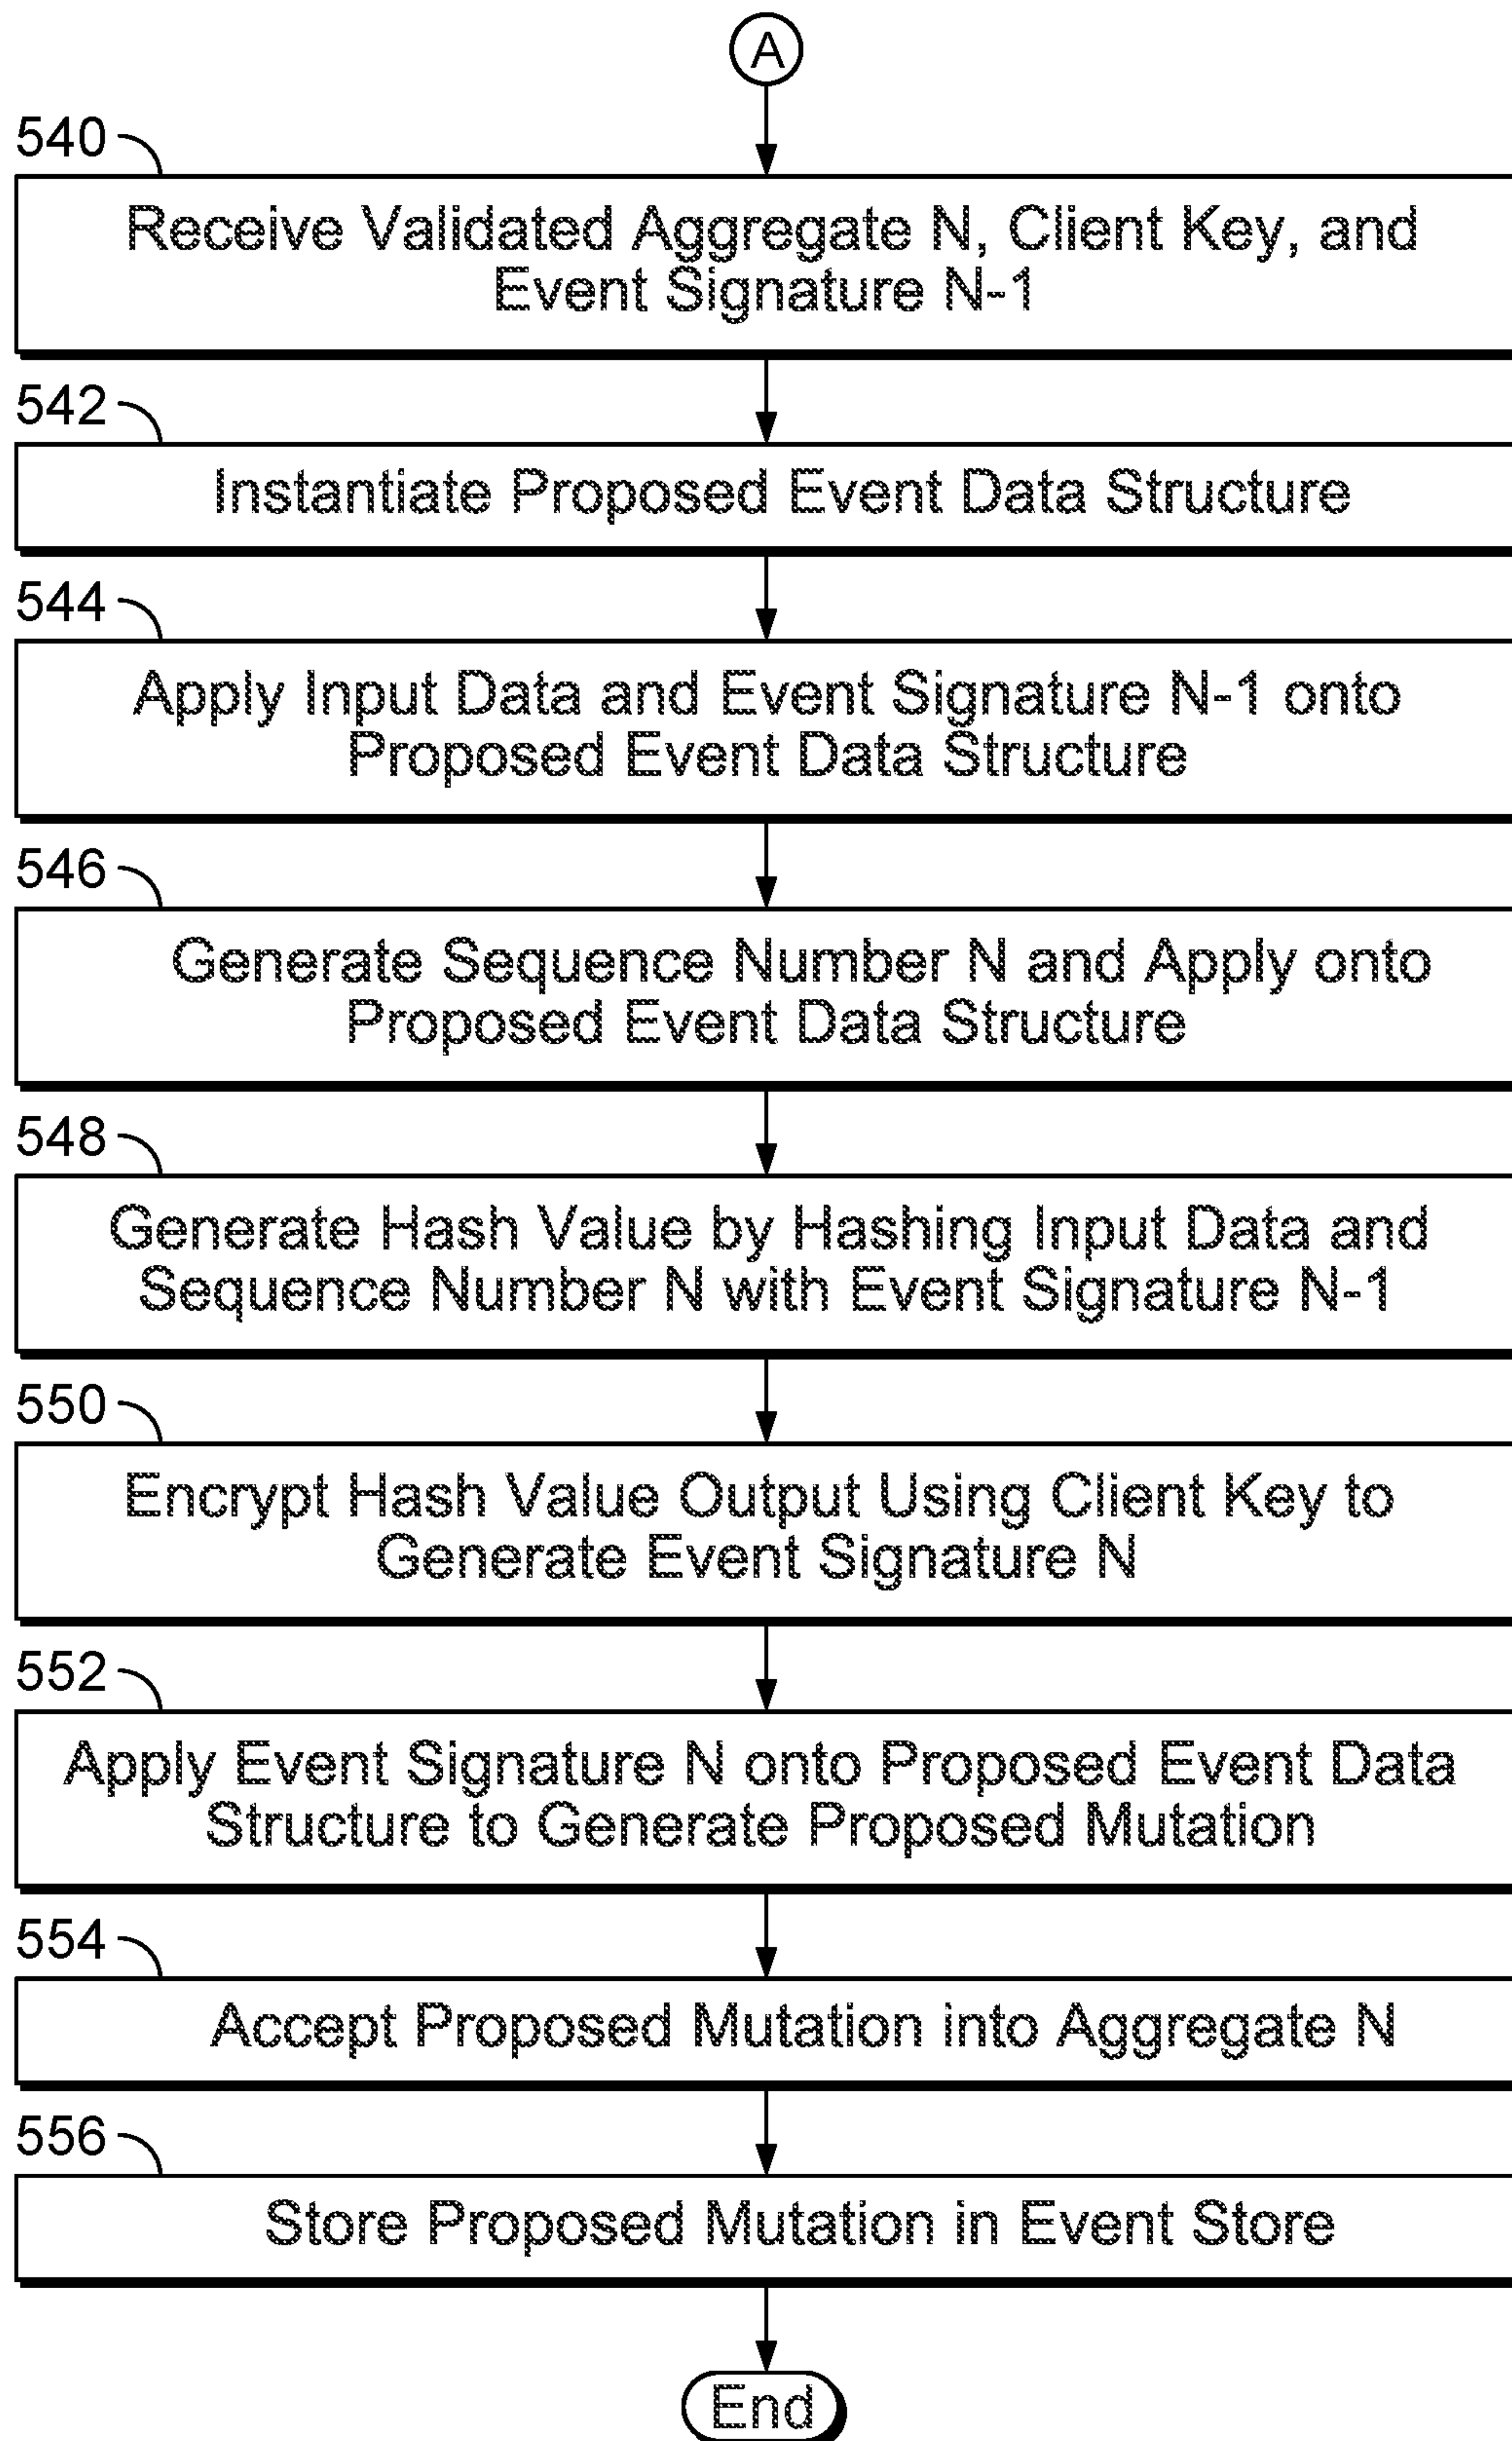 A
540
Receive Validated Aggregate N, Client Key, and
Event Signature N-1
542
Instantiate Proposed Event Data Structure
544
Apply Input Data and Event Signature N-1 onto
Proposed Event Data Structure
546
Generate Sequence Number N and Apply onto
Proposed Event Data Structure
548
Generate Hash Value by Hashing Input Data and
Sequence Number N with Event Signature N-1
550
Encrypt Hash Value Output Using Client Key to
Generate Event Signature N
552
Apply Event Signature N onto Proposed Event Data
Structure to Generate Proposed Mutation
554
Accept Proposed Mutation into Aggregate N
556
Store Proposed Mutation in Event Store
End